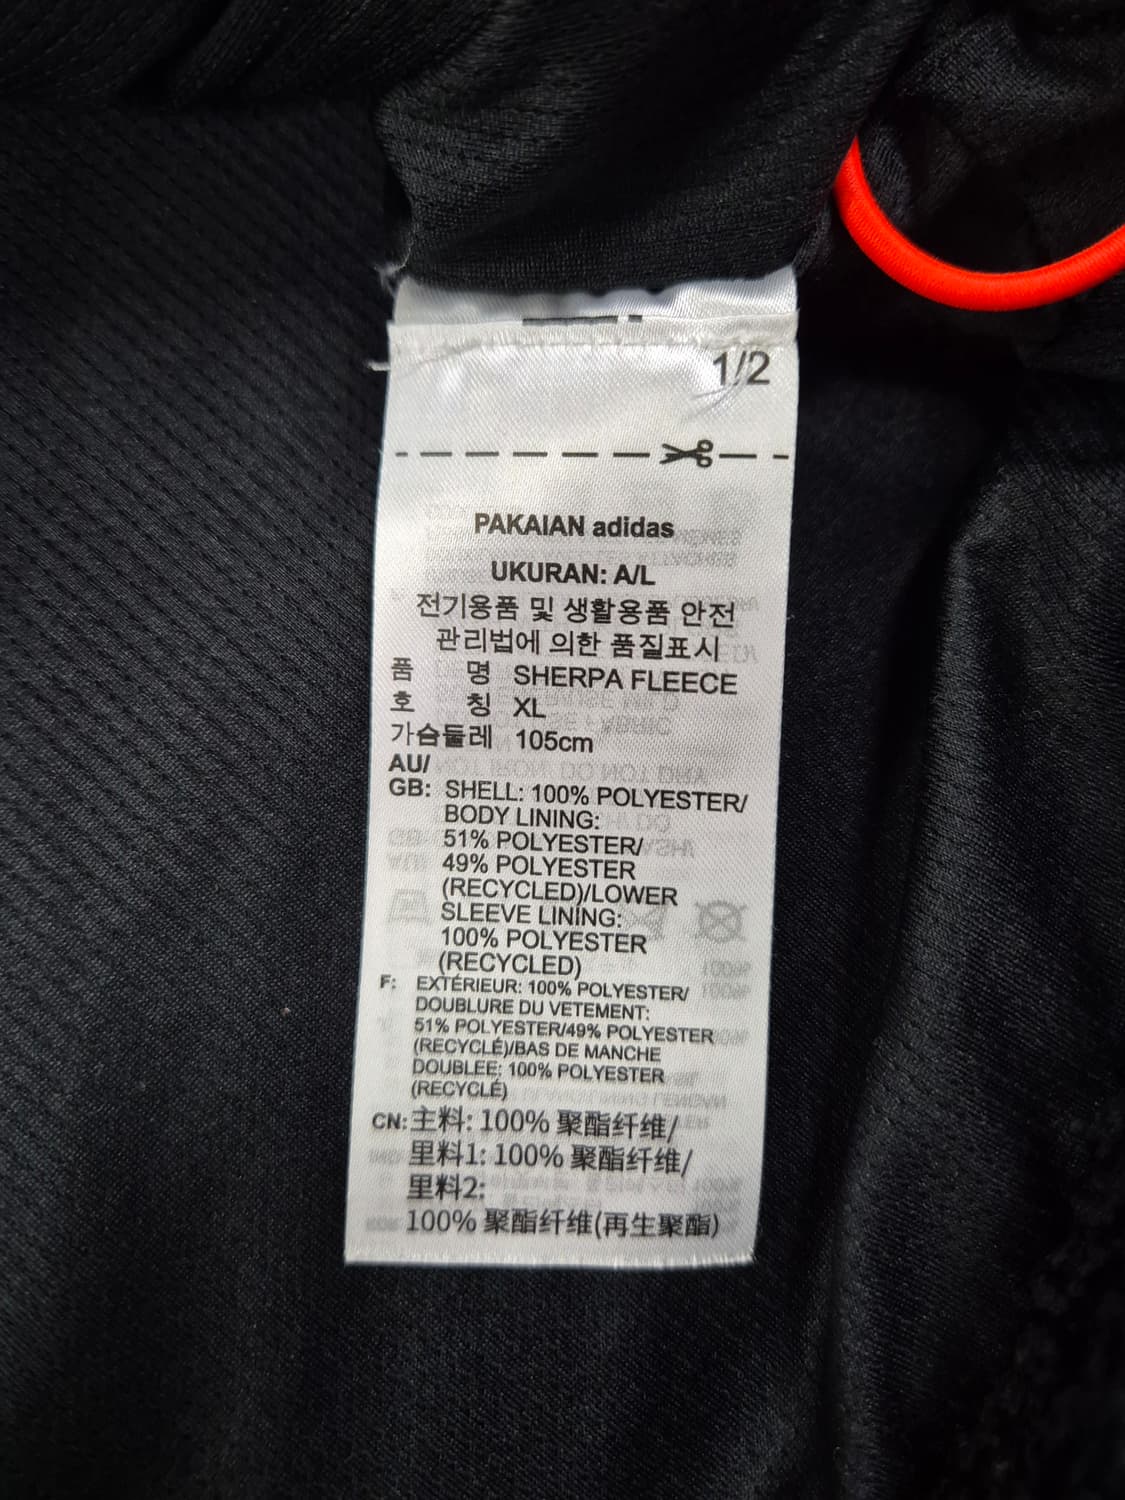 1/2
PAKAIAN adidas
UKURAN: A/L
전기용품 및 생활용품 안전
관리법에 의한 품질표시
품 명 SHERPA FLEECE
호 칭 XL
가슴둘레 105cm
AU/
GB: SHELL: 100% POLYESTER/
BODY LINING:
51% POLYESTER/
49% POLYESTER
(RECYCLED)/LOWER
SLEEVE LINING:
100% POLYESTER
(RECYCLED)
F: EXTÉRIEUR: 100% POLYESTER/
DOUBLURE DU VETEMENT:
51% POLYESTER/49% POLYESTER
(RECYCLÉ)/BAS DE MANCHE
DOUBLEE: 100% POLYESTER
(RECYCLÉ)
CN: 主料: 100% 聚酯纤维/
里料1: 100% 聚酯纤维/
里料2:
100% 聚酯纤维(再生聚酯)